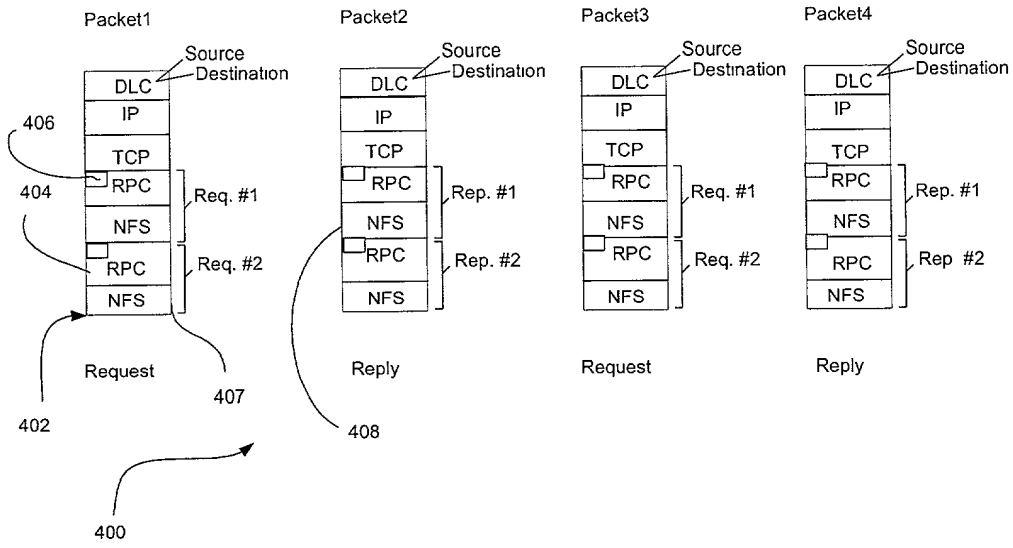 Packet1
Packet2
Packet3
Packet4
Source
Destination
DLC
IP
TCP
RPC
NFS
RPC
NFS
Req. #1
Req. #2
Request
406
404
402
407
400
Source
Destination
DLC
IP
TCP
RPC
NFS
RPC
NFS
Rep. #1
Rep. #2
Reply
408
Source
Destination
DLC
IP
TCP
RPC
NFS
RPC
NFS
Req. #1
Req. #2
Request
Source
Destination
DLC
IP
TCP
RPC
NFS
RPC
NFS
Rep. #1
Rep #2
Reply